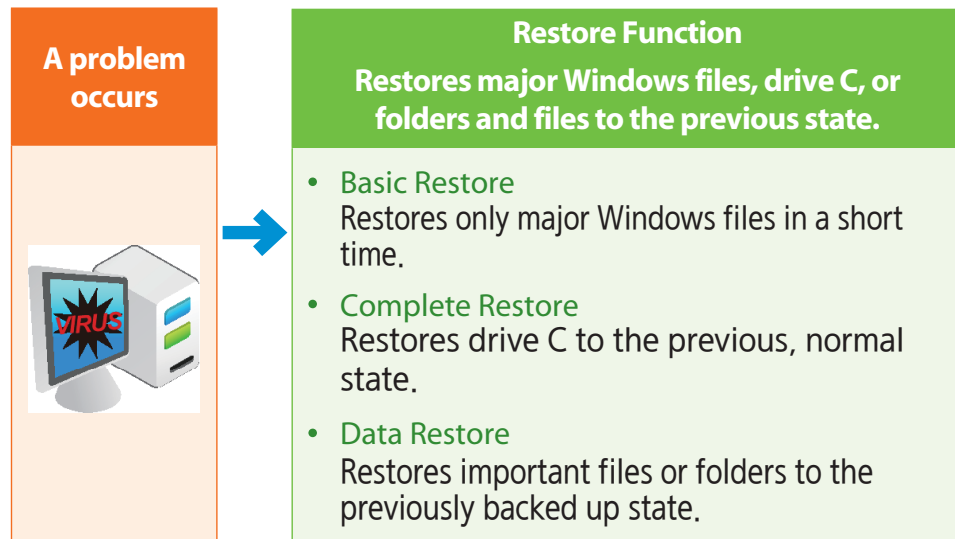 A problem
occurs
VIRUS
Restore Function
Restores major Windows files, drive C, or
folders and files to the previous state.
• Basic Restore
Restores only major Windows files in a short
time.
• Complete Restore
Restores drive C to the previous, normal
state.
• Data Restore
Restores important files or folders to the
previously backed up state.